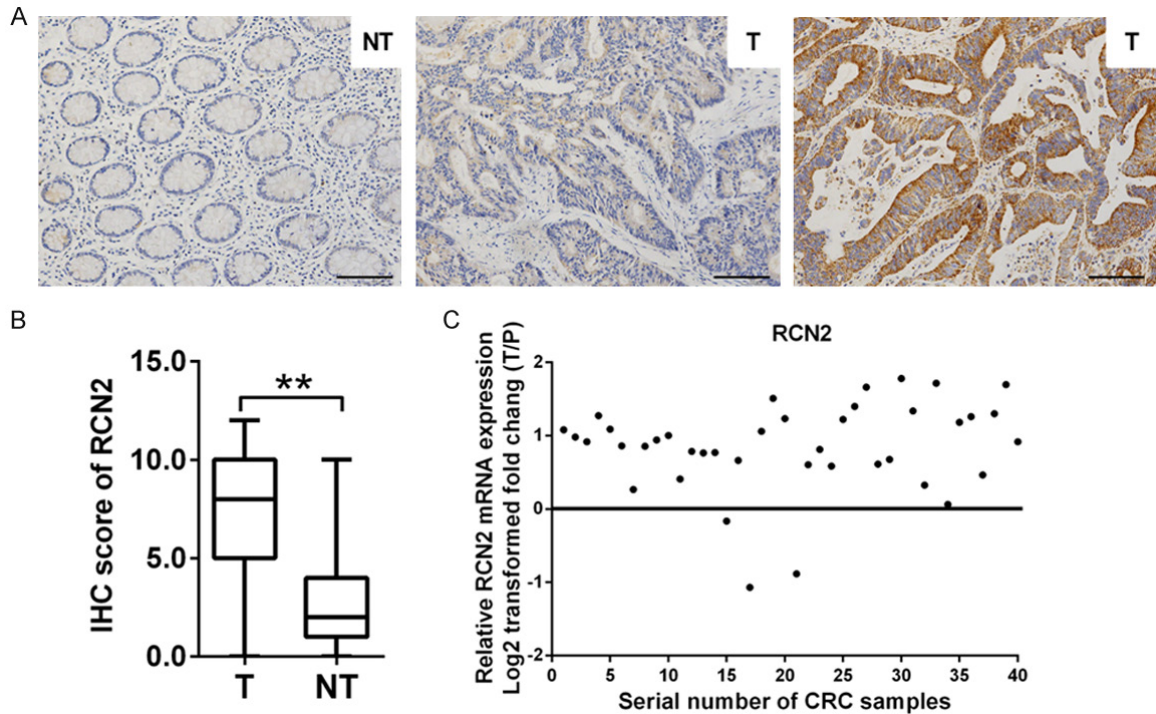 A
NT
T
T
B
IHC score of RCN2
15.0
10.0
5.0
0.0
**
T
NT
C
RCN2
Relative RCN2 mRNA expression
Log2 transformed fold chang (T/P)
2
1
0
-1
-2
0 5 10 15 20 25 30 35 40
Serial number of CRC samples